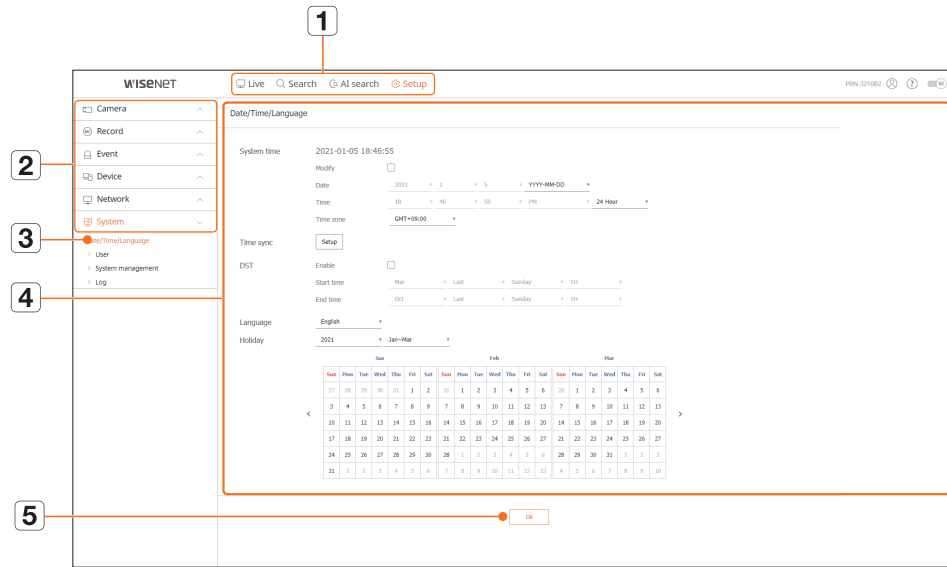 1
WISENET Live Search AI search Setup PRN-3210B2 ? W
Camera
Record
Event
Device
Network
System
Date/Time/Language
> User
> System management
> Log
2
3
4
Date/Time/Language
System time 2021-01-05 18:46:55
Modify
Date 2021 1 5 YYYY-MM-DD
Time 18 46 50 PM 24 Hour
Time zone GMT+09:00
Time sync Setup
DST Enable
Start time Mar Last Sunday 1H
End time Oct Last Sunday 1H
Language English
Holiday 2021 Jan~Mar
Jan Feb Mar
Sun Mon Tue Wed Thu Fri Sat Sun Mon Tue Wed Thu Fri Sat Sun Mon Tue Wed Thu Fri Sat
27 28 29 30 31 1 2 31 1 2 3 4 5 6 28 1 2 3 4 5 6
3 4 5 6 7 8 9 7 8 9 10 11 12 13 7 8 9 10 11 12 13
< 10 11 12 13 14 15 16 14 15 16 17 18 19 20 14 15 16 17 18 19 20 >
17 18 19 20 21 22 23 21 22 23 24 25 26 27 21 22 23 24 25 26 27
24 25 26 27 28 29 30 28 1 2 3 4 5 6 28 29 30 31 1 2 3
31 1 2 3 4 5 6 7 8 9 10 11 12 13 4 5 6 7 8 9 10
5
Ok